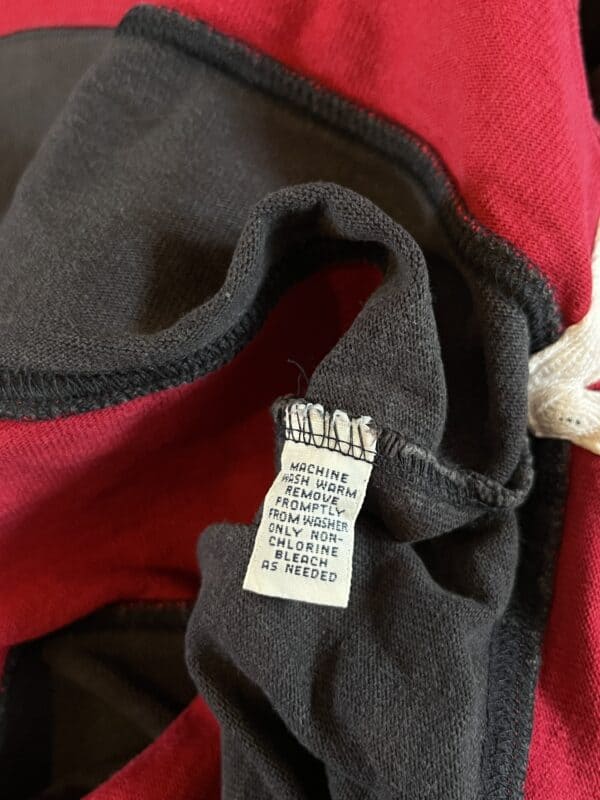 MACHINE
WASH WARM
REMOVE
PROMPTLY
FROM WASHER
ONLY NON-
CHLORINE
BLEACH
AS NEEDED